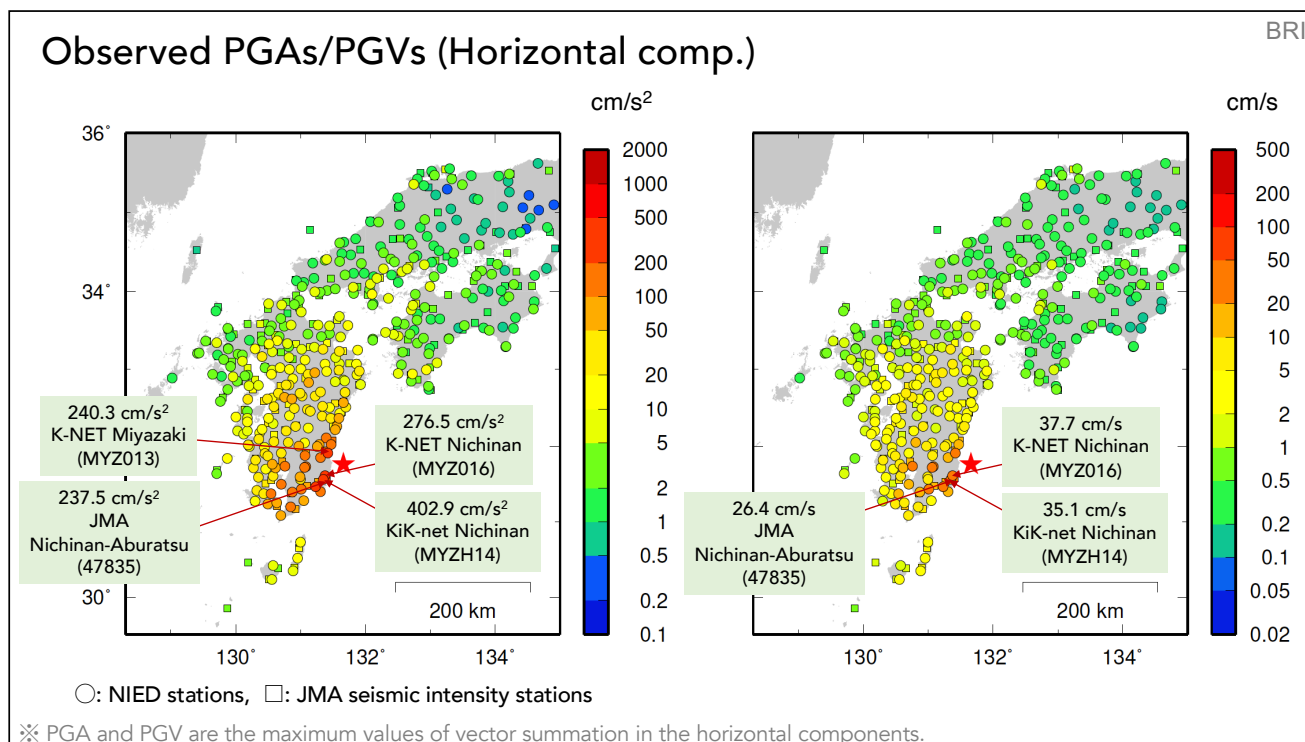 BRI
Observed PGAs/PGVs (Horizontal comp.)
cm/s²
36˚
34˚
32˚
30˚
130˚
132˚
134˚
2000
1000
500
200
100
50
20
10
5
2
1
0.5
0.2
0.1
240.3 cm/s²
K-NET Miyazaki
(MYZ013)
237.5 cm/s²
JMA
Nichinan-Aburatsu
(47835)
276.5 cm/s²
K-NET Nichinan
(MYZ016)
402.9 cm/s²
KiK-net Nichinan
(MYZH14)
200 km
cm/s
130˚
132˚
134˚
500
200
100
50
20
10
5
2
1
0.5
0.2
0.1
0.05
0.02
26.4 cm/s
JMA
Nichinan-Aburatsu
(47835)
37.7 cm/s
K-NET Nichinan
(MYZ016)
35.1 cm/s
KiK-net Nichinan
(MYZH14)
200 km
○: NIED stations, □: JMA seismic intensity stations
※ PGA and PGV are the maximum values of vector summation in the horizontal components.